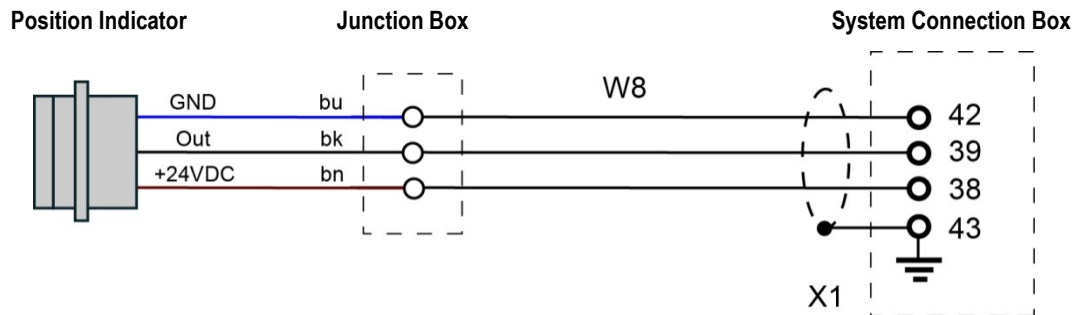 Position Indicator Junction Box System Connection Box
W8
GND bu 42
Out bk 39
+24VDC bn 38
43
X1